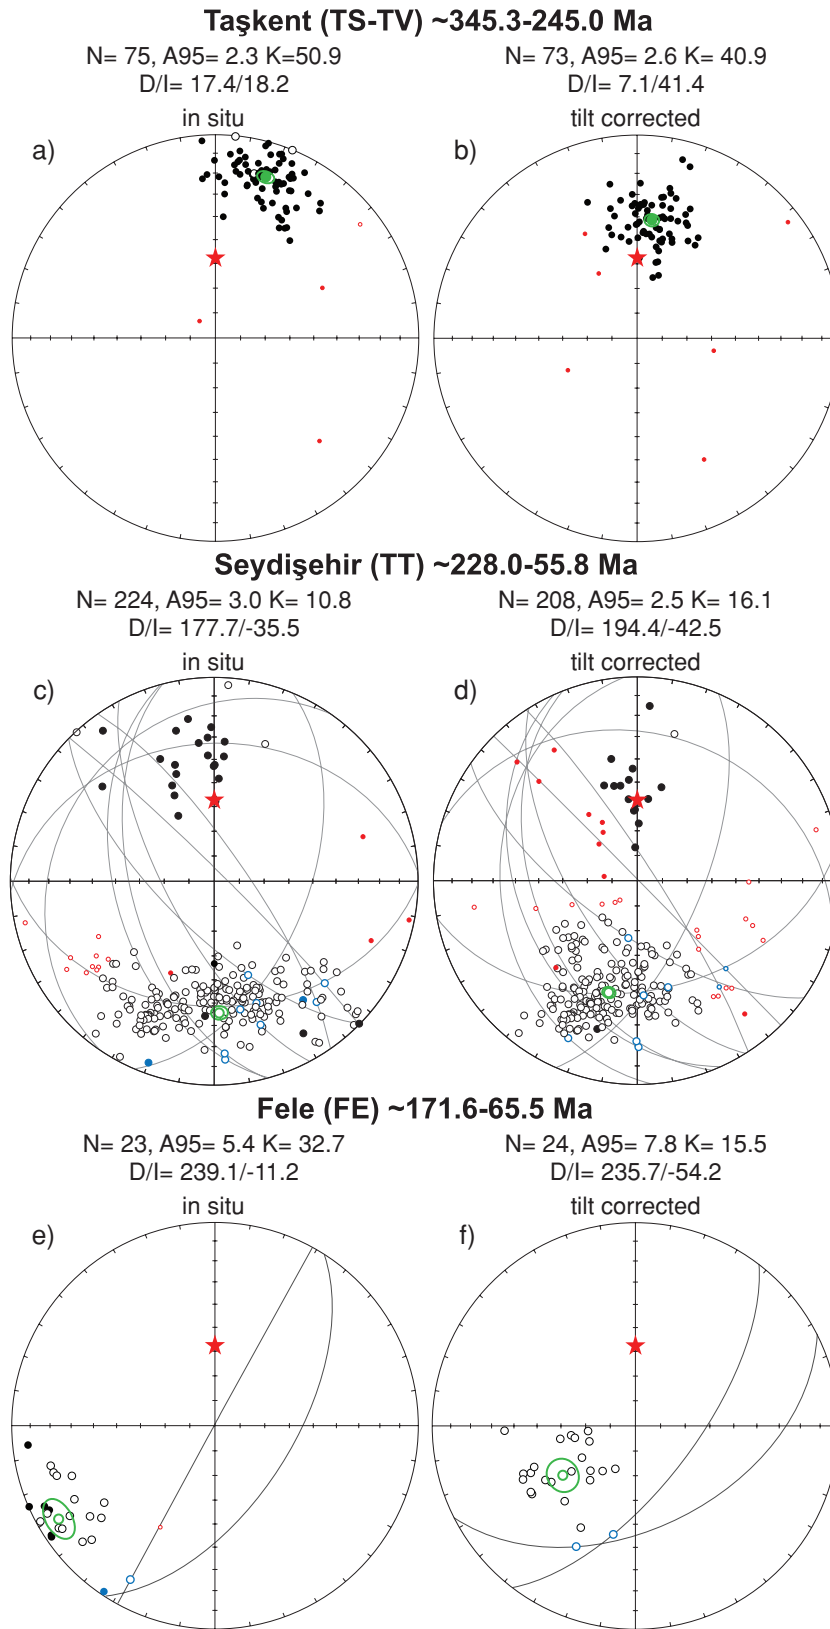 Taşkent (TS-TV) ~345.3-245.0 Ma
N= 75, A95= 2.3 K=50.9
D/I= 17.4/18.2
in situ
N= 73, A95= 2.6 K= 40.9
D/I= 7.1/41.4
tilt corrected
a)
b)
Seydişehir (TT) ~228.0-55.8 Ma
N= 224, A95= 3.0 K= 10.8
D/I= 177.7/-35.5
in situ
N= 208, A95= 2.5 K= 16.1
D/I= 194.4/-42.5
tilt corrected
c)
d)
Fele (FE) ~171.6-65.5 Ma
N= 23, A95= 5.4 K= 32.7
D/I= 239.1/-11.2
in situ
N= 24, A95= 7.8 K= 15.5
D/I= 235.7/-54.2
tilt corrected
e)
f)